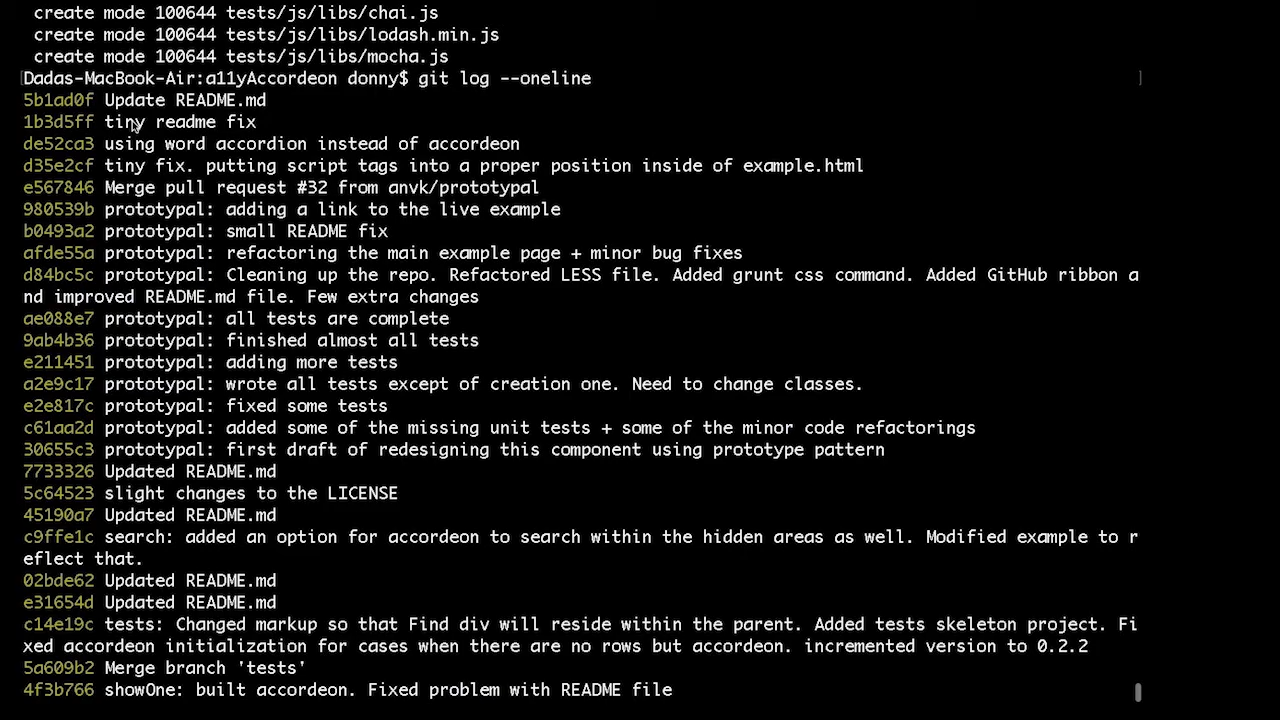 create mode 100644 tests/js/libs/chai.js
create mode 100644 tests/js/libs/lodash.min.js
create mode 100644 tests/js/libs/mocha.js
[Dadas-MacBook-Air:a11yAccordeon donny$ git log --oneline ]
5b1ad0f Update README.md
1b3d5ff tiny readme fix
de52ca3 using word accordion instead of accordeon
d35e2cf tiny fix. putting script tags into a proper position inside of example.html
e567846 Merge pull request #32 from anvk/prototypal
980539b prototypal: adding a link to the live example
b0493a2 prototypal: small README fix
afde55a prototypal: refactoring the main example page + minor bug fixes
d84bc5c prototypal: Cleaning up the repo. Refactored LESS file. Added grunt css command. Added GitHub ribbon a
nd improved README.md file. Few extra changes
ae088e7 prototypal: all tests are complete
9ab4b36 prototypal: finished almost all tests
e211451 prototypal: adding more tests
a2e9c17 prototypal: wrote all tests except of creation one. Need to change classes.
e2e817c prototypal: fixed some tests
c61aa2d prototypal: added some of the missing unit tests + some of the minor code refactorings
30655c3 prototypal: first draft of redesigning this component using prototype pattern
7733326 Updated README.md
5c64523 slight changes to the LICENSE
45190a7 Updated README.md
c9ffe1c search: added an option for accordeon to search within the hidden areas as well. Modified example to r
eflect that.
02bde62 Updated README.md
e31654d Updated README.md
c14e19c tests: Changed markup so that Find div will reside within the parent. Added tests skeleton project. Fi
xed accordeon initialization for cases when there are no rows but accordeon. incremented version to 0.2.2
5a609b2 Merge branch 'tests'
4f3b766 showOne: built accordeon. Fixed problem with README file